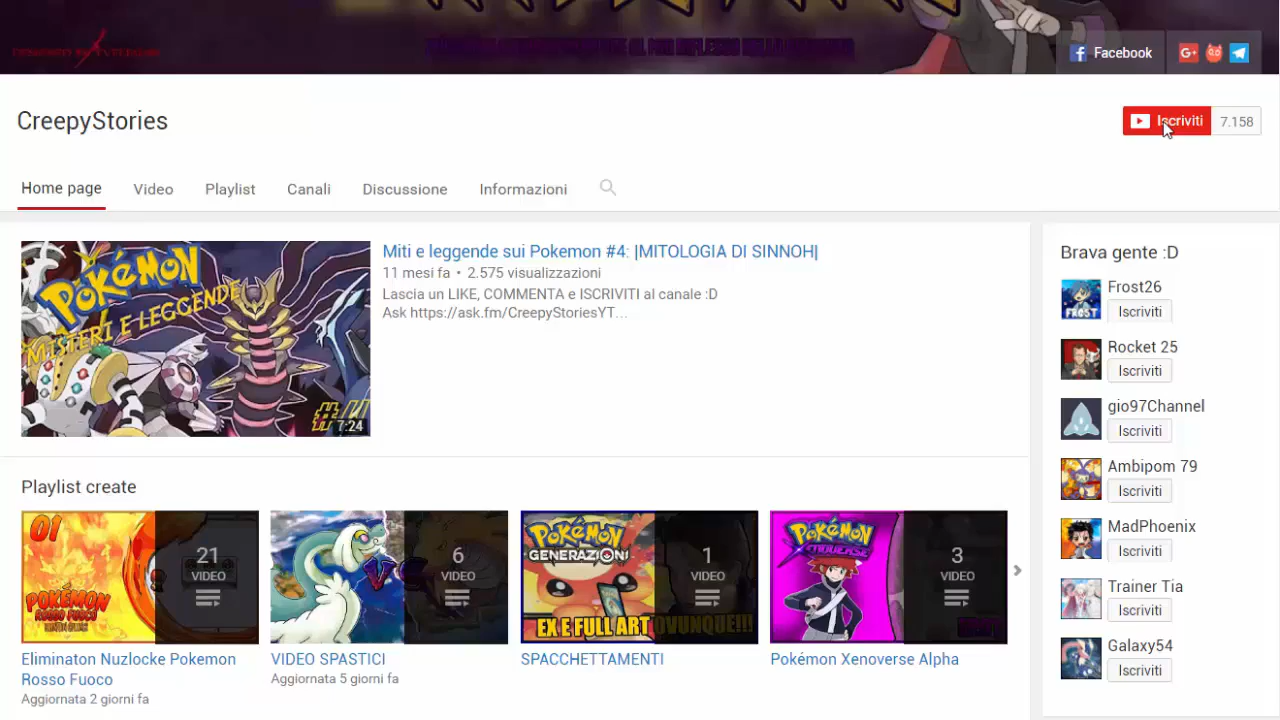 Facebook
G+
CreepyStories
Iscriviti 7.158
Home page Video Playlist Canali Discussione Informazioni
Pokémon
MISTERI E LEGGENDE
#4
7:24
Miti e leggende sui Pokemon #4: |MITOLOGIA DI SINNOH|
11 mesi fa • 2.575 visualizzazioni
Lascia un LIKE, COMMENTA e ISCRIVITI al canale :D
Ask https://ask.fm/CreepyStoriesYT...
Playlist create
01
POKÉMON
ROSSO FUOCO
21
VIDEO
Eliminaton Nuzlocke Pokemon
Rosso Fuoco
Aggiornata 2 giorni fa
6
VIDEO
VIDEO SPASTICI
Aggiornata 5 giorni fa
POKÉMON
GENERAZIONI
EX E FULL ART OVUNQUE!!!
1
VIDEO
SPACCHETTAMENTI
POKÉMON
XENOVERSE
3
VIDEO
Pokémon Xenoverse Alpha
Brava gente :D
FROST
Frost26
Iscriviti
Rocket 25
Iscriviti
gio97Channel
Iscriviti
Ambipom 79
Iscriviti
MadPhoenix
Iscriviti
Trainer Tia
Iscriviti
Galaxy54
Iscriviti